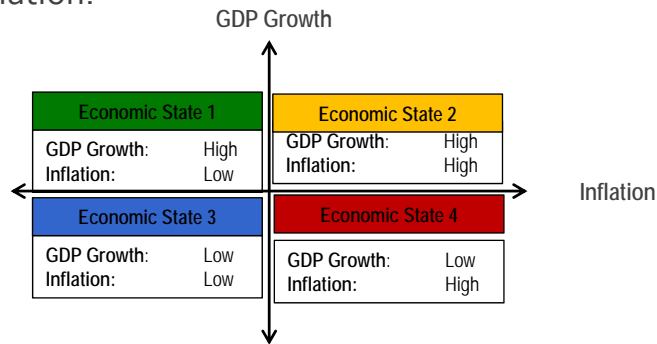 GDP Growth
Economic State 1
GDP Growth: High
Inflation: Low
Economic State 2
GDP Growth: High
Inflation: High
Inflation
Economic State 3
GDP Growth: Low
Inflation: Low
Economic State 4
GDP Growth: Low
Inflation: High